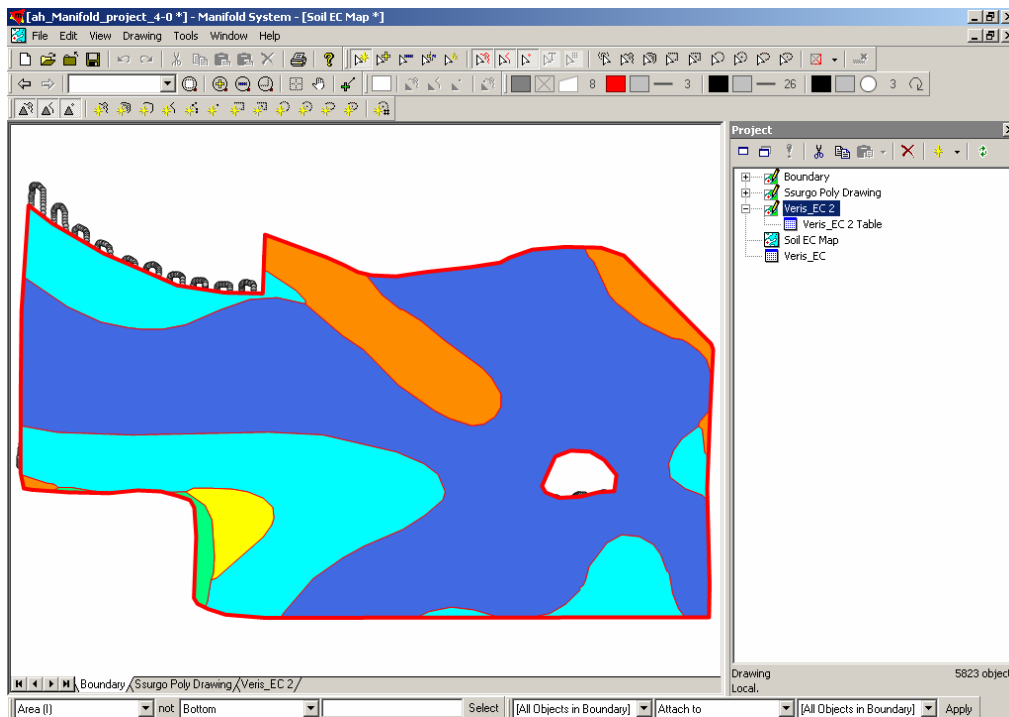 [ah_Manifold_project_4-0 *] - Manifold System - [Soil EC Map *]
File Edit View Drawing Tools Window Help
8 3 26 3
Project
Boundary
Ssurgo Poly Drawing
Veris_EC 2
Veris_EC 2 Table
Soil EC Map
Veris_EC
Boundary Ssurgo Poly Drawing Veris_EC 2
Drawing 5823 object
Local.
Area (I) not Bottom Select [All Objects in Boundary] Attach to [All Objects in Boundary] Apply